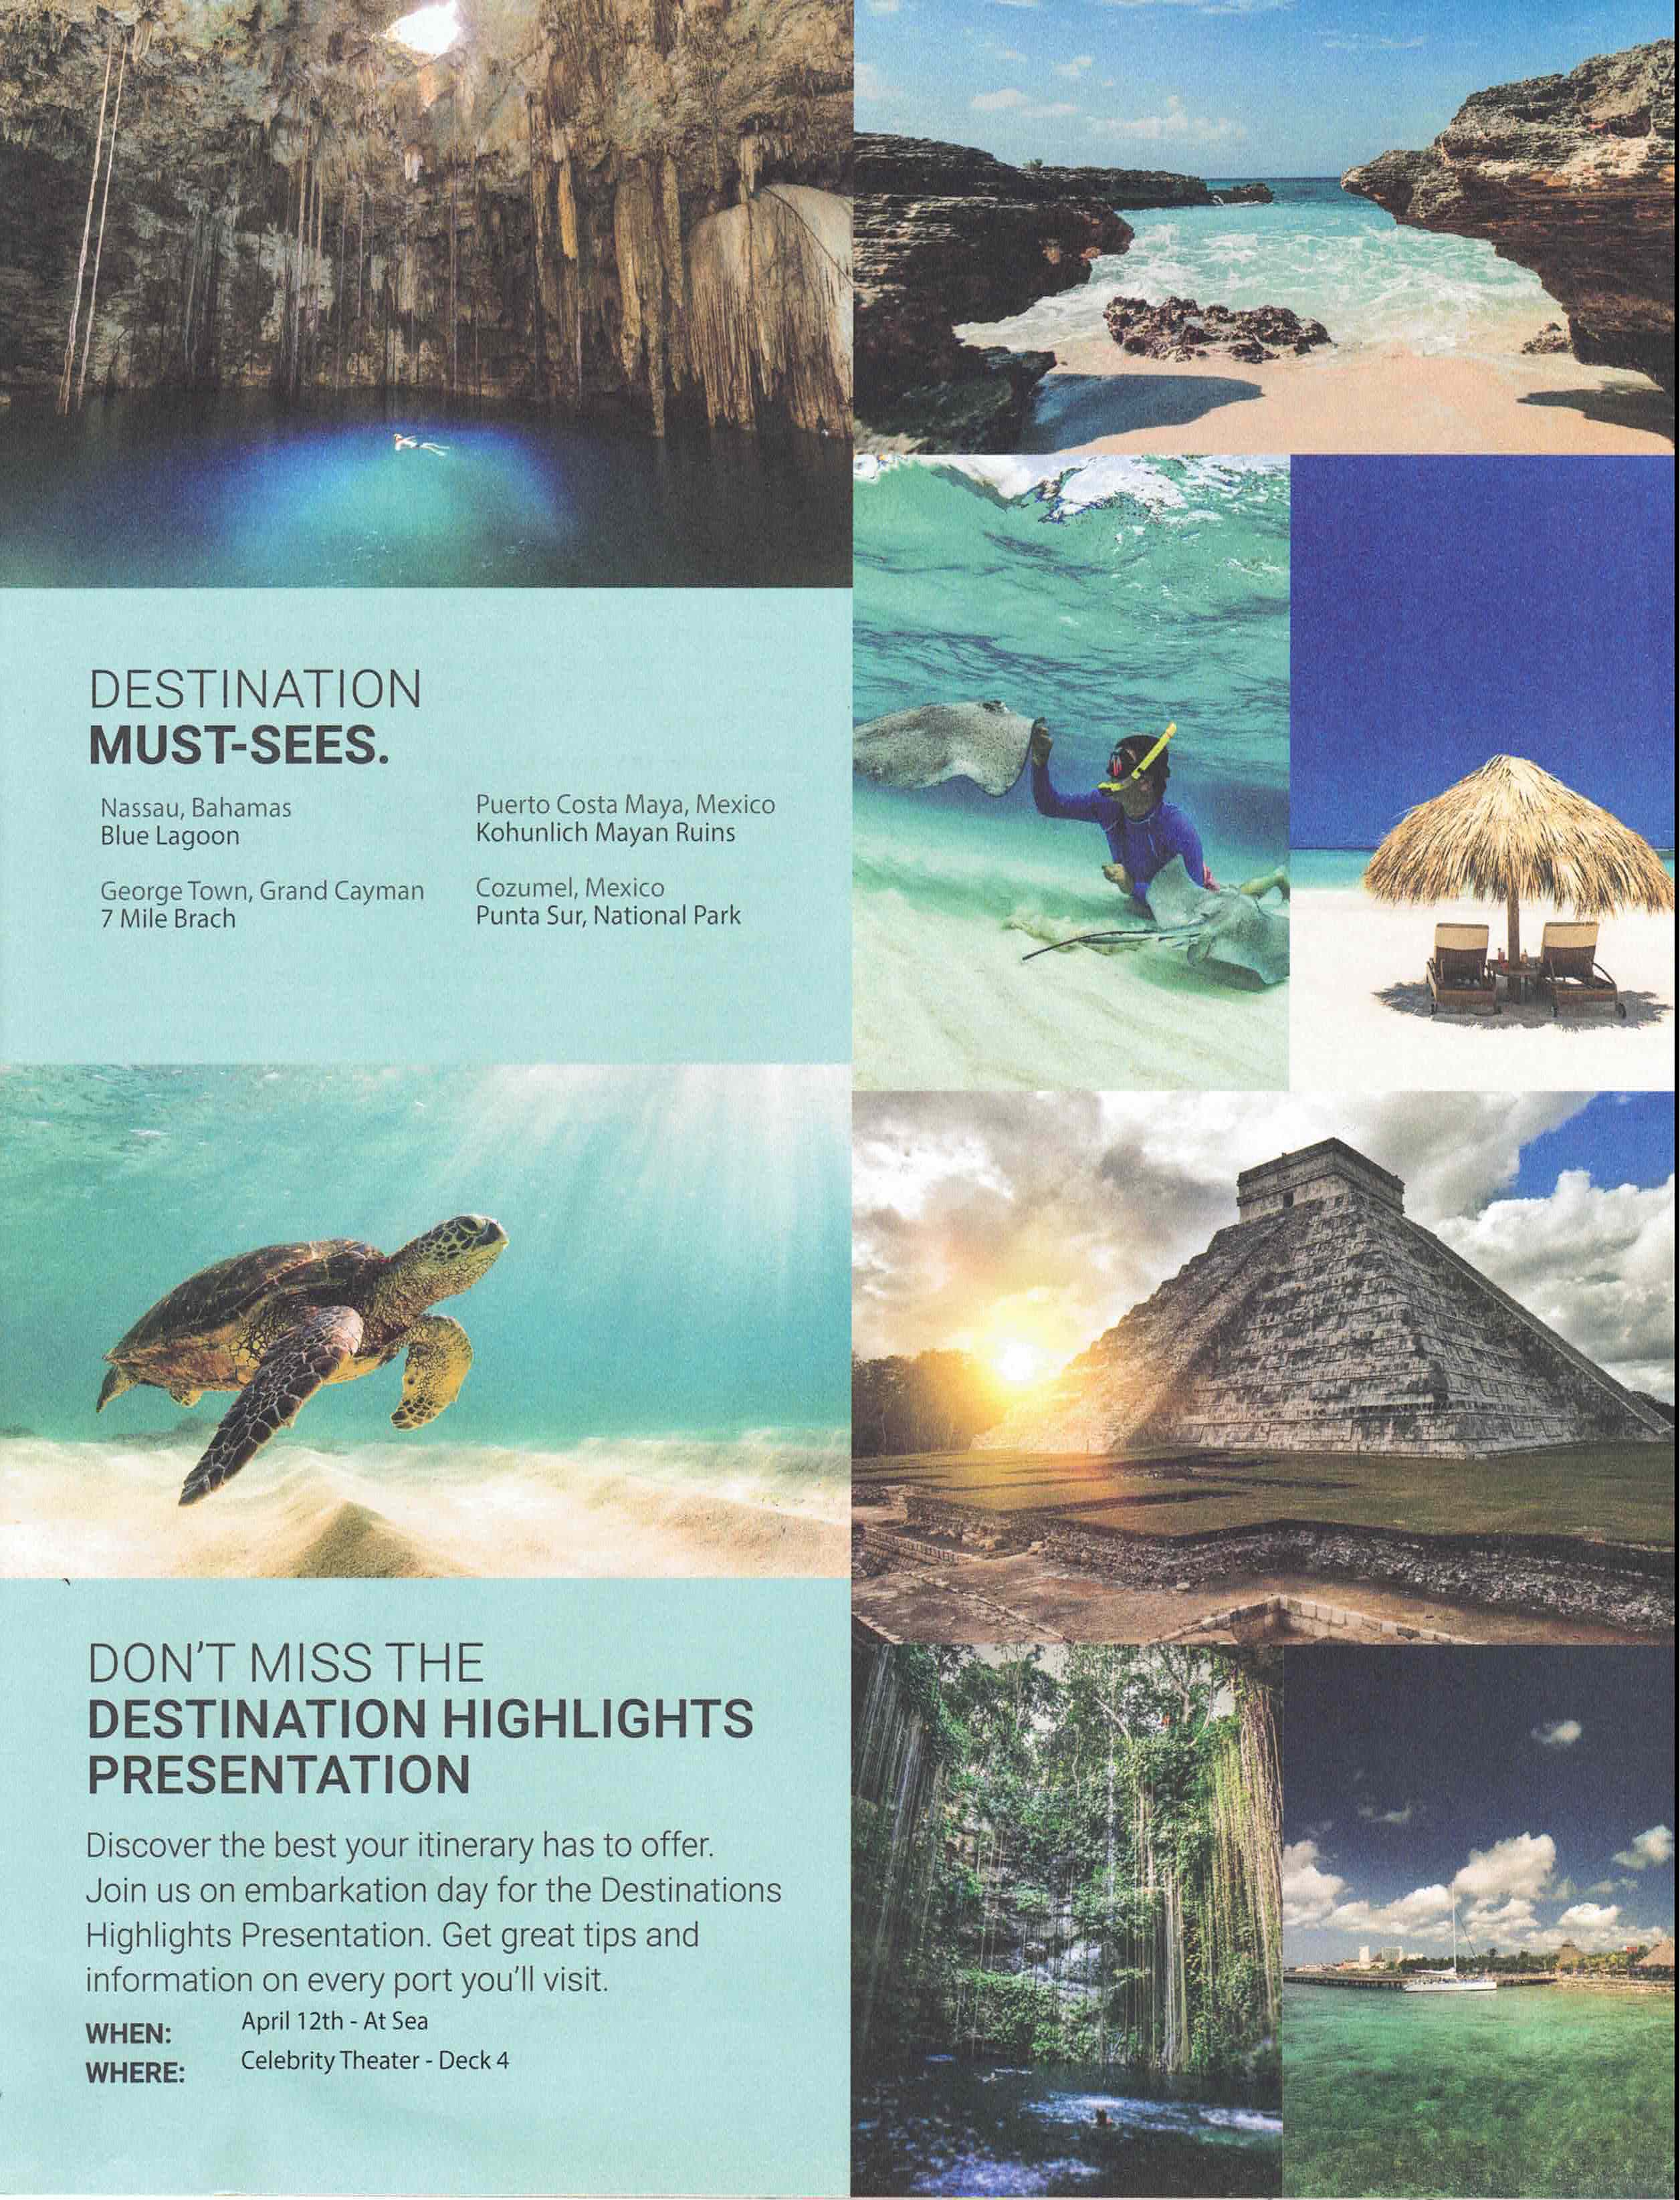 DESTINATION
MUST-SEES.
Nassau, Bahamas
Blue Lagoon
George Town, Grand Cayman
7 Mile Brach
Puerto Costa Maya, Mexico
Kohunlich Mayan Ruins
Cozumel, Mexico
Punta Sur, National Park
DON'T MISS THE
DESTINATION HIGHLIGHTS
PRESENTATION
Discover the best your itinerary has to offer.
Join us on embarkation day for the Destinations
Highlights Presentation. Get great tips and
information on every port you'll visit.
WHEN: April 12th - At Sea
WHERE: Celebrity Theater - Deck 4